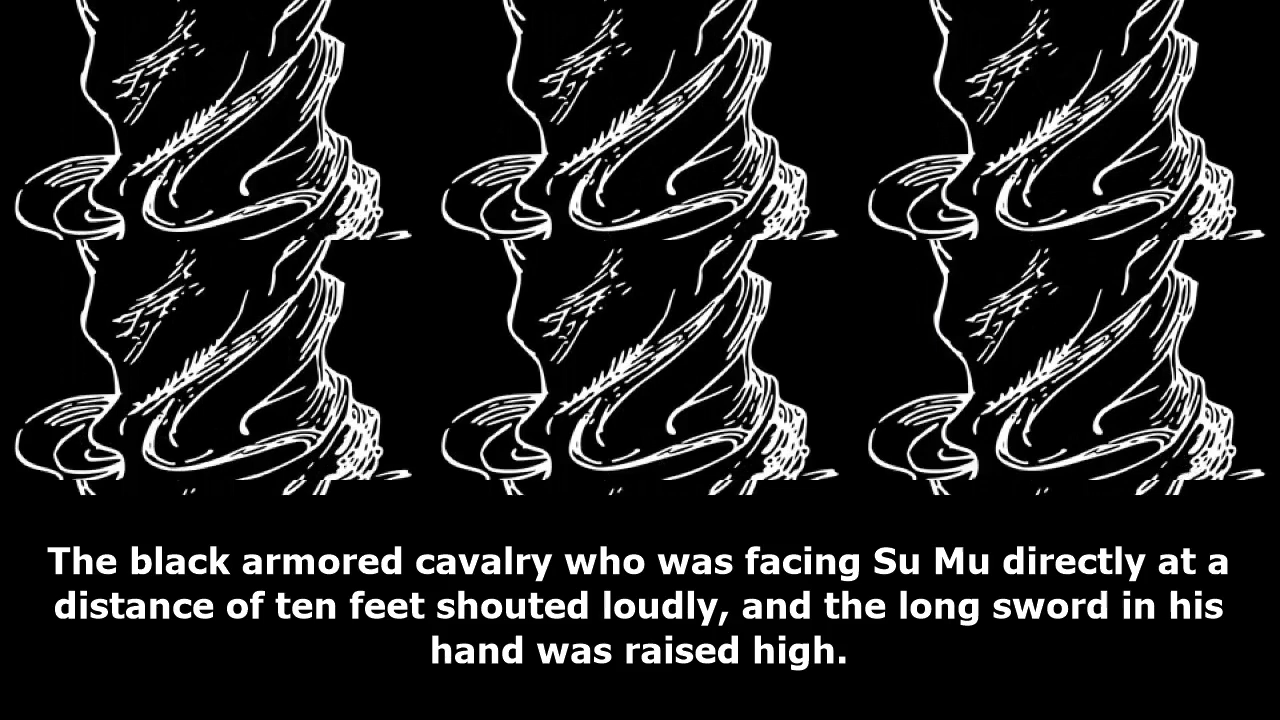 The black armored cavalry who was facing Su Mu directly at a
distance of ten feet shouted loudly, and the long sword in his
hand was raised high.